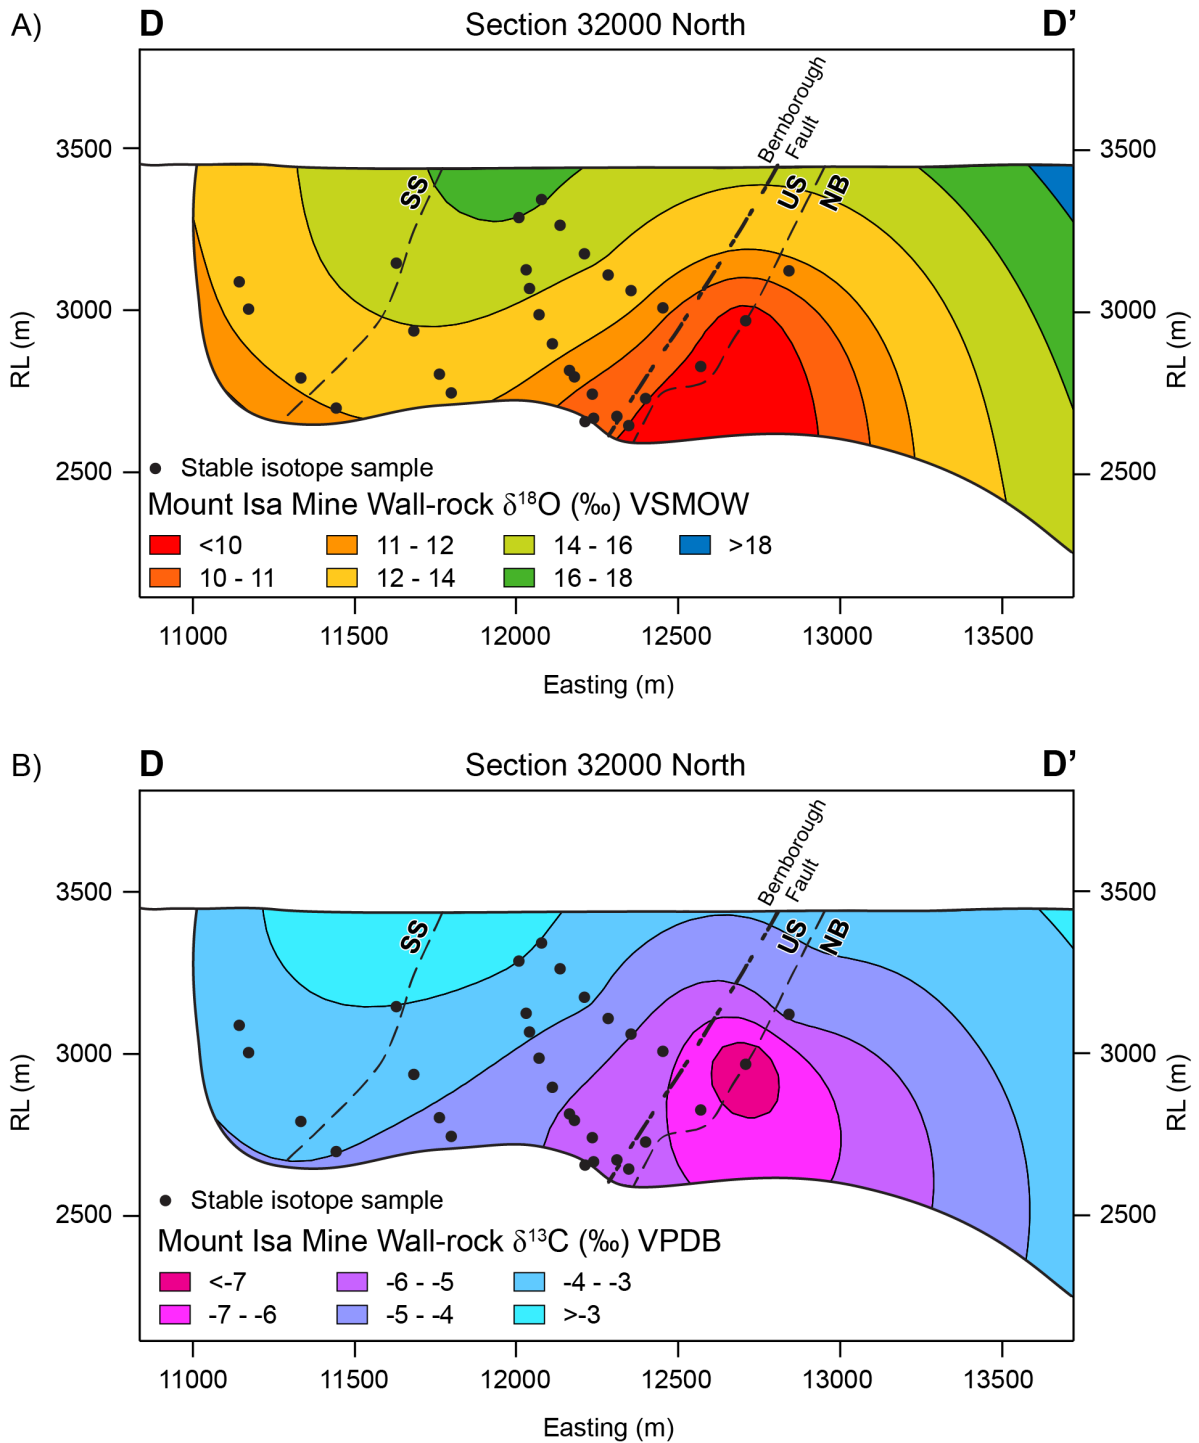 A)
D Section 32000 North D’
Bernborough
Fault
3500 3500
SS US NB
3000 3000
RL (m) RL (m)
2500 2500
Stable isotope sample
Mount Isa Mine Wall-rock δ¹⁸O (‰) VSMOW
<10 11 - 12 14 - 16 >18
10 - 11 12 - 14 16 - 18
11000 11500 12000 12500 13000 13500
Easting (m)
B)
D Section 32000 North D’
Bernborough
Fault
3500 3500
SS US NB
3000 3000
RL (m) RL (m)
2500 2500
Stable isotope sample
Mount Isa Mine Wall-rock δ¹³C (‰) VPDB
<-7 -6 - -5 -4 - -3
-7 - -6 -5 - -4 >-3
11000 11500 12000 12500 13000 13500
Easting (m)